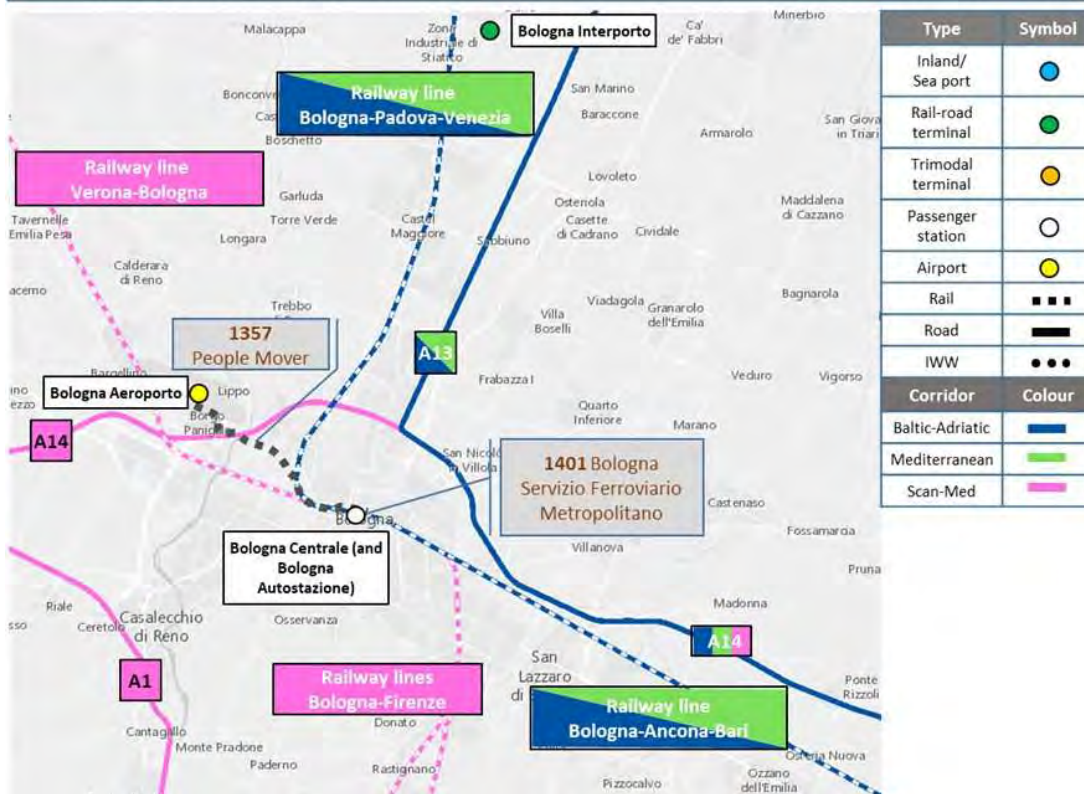 Malacappa
Zona
Industriale di
Stiatico
Bologna Interporto
Ca'
de' Fabbri
Minerbio
Railway line
Bologna-Padova-Venezia
San Marino
Baraccone
Boschetto
Armarolo
San Giova
in Triari
Railway line
Verona-Bologna
Garluda
Torre Verde
Longara
Castel
Maggiore
Lovoleto
Osteriola
Casette
di Cadrano
Cividale
Sabbiuno
Maddalena
di Cazzano
Tavernelle
Emilia Pesa
Calderara
di Reno
acerno
Trebbo
1357
People Mover
Villa
Boselli
Viadagola
Granarolo
dell'Emilia
Bagnarola
A13
Bargellino
Bologna Aeroporto
Lippo
Borgo
Frabazza I
Veduro
Vigorso
Quarto
Inferiore
Marano
A14
San Nicolò
in Villola
1401 Bologna
Servizio Ferroviario
Metropolitano
Castenaso
Bologna
Fossamarcia
Bologna Centrale (and
Bologna
Autostazione)
Villanova
Pruna
Riale
Ceretolo
Casalecchio
di Reno
Osservanza
Madonna
A14
A1
San
Lazzaro
di
Ponte
Rizzoli
Railway lines
Bologna-Firenze
Railway line
Bologna-Ancona-Bari
Donato
Cantagallo
Monte Pradone
Paderno
Rastignano
Osteria Nuova
Pizzocalvo
Ozzano
dell'Emilia
Type Symbol
Inland/
Sea port
Rail-road
terminal
Trimodal
terminal
Passenger
station
Airport
Rail
Road
IWW
Corridor Colour
Baltic-Adriatic
Mediterranean
Scan-Med